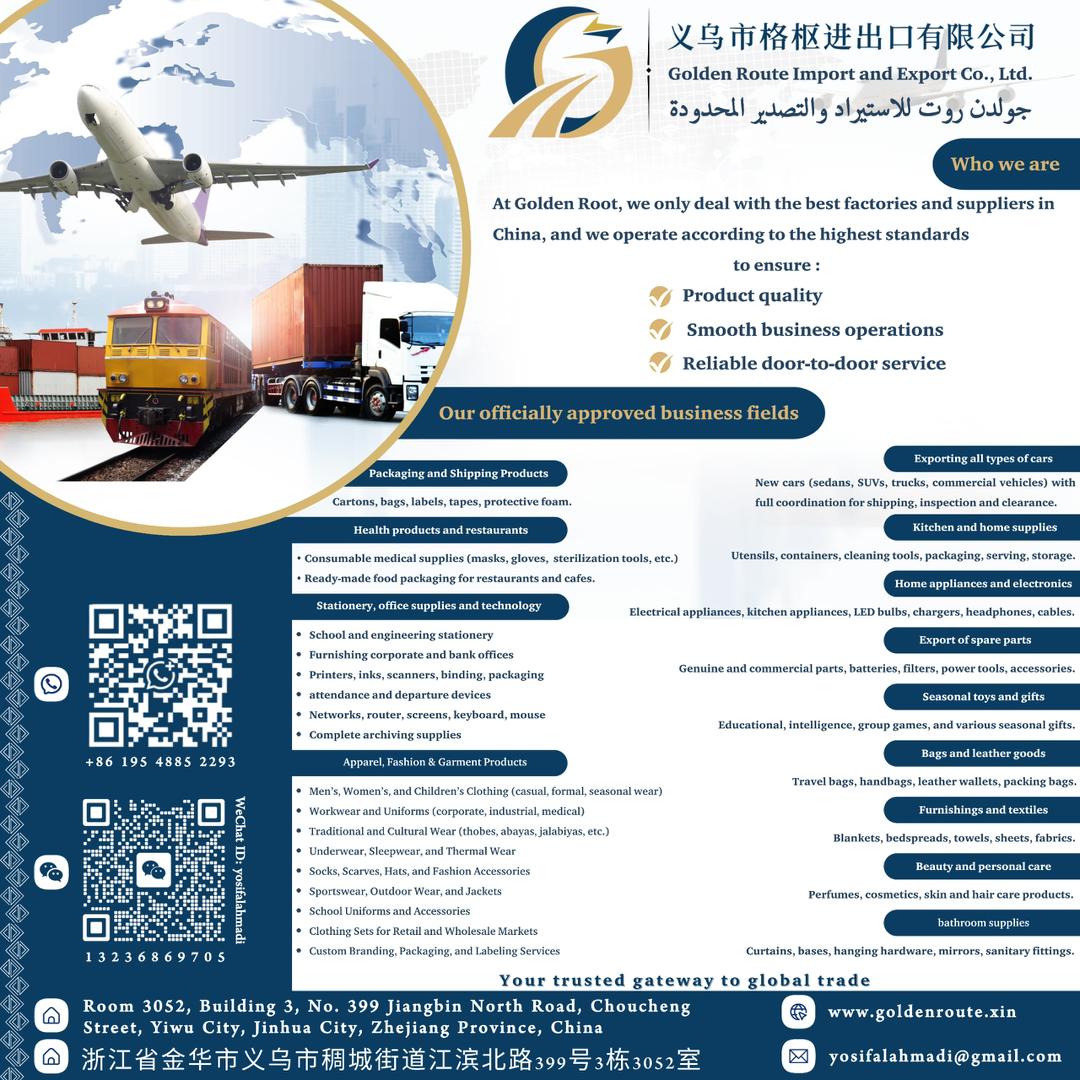 义乌市格枢进出口有限公司
Golden Route Import and Export Co., Ltd.
جولدن روت للاستيراد والتصدير المحدودة
Who we are
At Golden Root, we only deal with the best factories and suppliers in
China, and we operate according to the highest standards
to ensure :
Product quality
Smooth business operations
Reliable door-to-door service
Our officially approved business fields
Packaging and Shipping Products
Cartons, bags, labels, tapes, protective foam.
Health products and restaurants
• Consumable medical supplies (masks, gloves, sterilization tools, etc.)
• Ready-made food packaging for restaurants and cafes.
Stationery, office supplies and technology
• School and engineering stationery
• Furnishing corporate and bank offices
• Printers, inks, scanners, binding, packaging
• attendance and departure devices
• Networks, router, screens, keyboard, mouse
• Complete archiving supplies
Apparel, Fashion & Garment Products
• Men's, Women's, and Children's Clothing (casual, formal, seasonal wear)
• Workwear and Uniforms (corporate, industrial, medical)
• Traditional and Cultural Wear (thobes, abayas, jalabiyas, etc.)
• Underwear, Sleepwear, and Thermal Wear
• Socks, Scarves, Hats, and Fashion Accessories
• Sportswear, Outdoor Wear, and Jackets
• School Uniforms and Accessories
• Clothing Sets for Retail and Wholesale Markets
• Custom Branding, Packaging, and Labeling Services
Exporting all types of cars
New cars (sedans, SUVs, trucks, commercial vehicles) with
full coordination for shipping, inspection and clearance.
Kitchen and home supplies
Utensils, containers, cleaning tools, packaging, serving, storage.
Home appliances and electronics
Electrical appliances, kitchen appliances, LED bulbs, chargers, headphones, cables.
Export of spare parts
Genuine and commercial parts, batteries, filters, power tools, accessories.
Seasonal toys and gifts
Educational, intelligence, group games, and various seasonal gifts.
Bags and leather goods
Travel bags, handbags, leather wallets, packing bags.
Furnishings and textiles
Blankets, bedspreads, towels, sheets, fabrics.
Beauty and personal care
Perfumes, cosmetics, skin and hair care products.
bathroom supplies
Curtains, bases, hanging hardware, mirrors, sanitary fittings.
+86 195 4885 2293
WeChat ID: yosifalahmadi
13236869705
Your trusted gateway to global trade
Room 3052, Building 3, No. 399 Jiangbin North Road, Choucheng
Street, Yiwu City, Jinhua City, Zhejiang Province, China
浙江省金华市义乌市稠城街道江滨北路399号3栋3052室
www.goldenroute.xin
yosifalahmadi@gmail.com